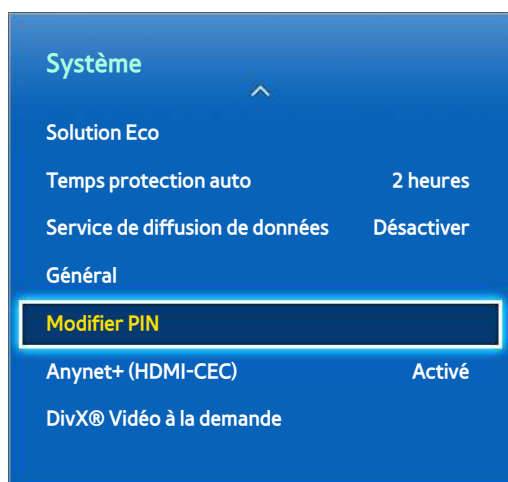 Système
Solution Eco
Temps protection auto 2 heures
Service de diffusion de données Désactiver
Général
Modifier PIN
Anynet+ (HDMI-CEC) Activé
DivX® Vidéo à la demande